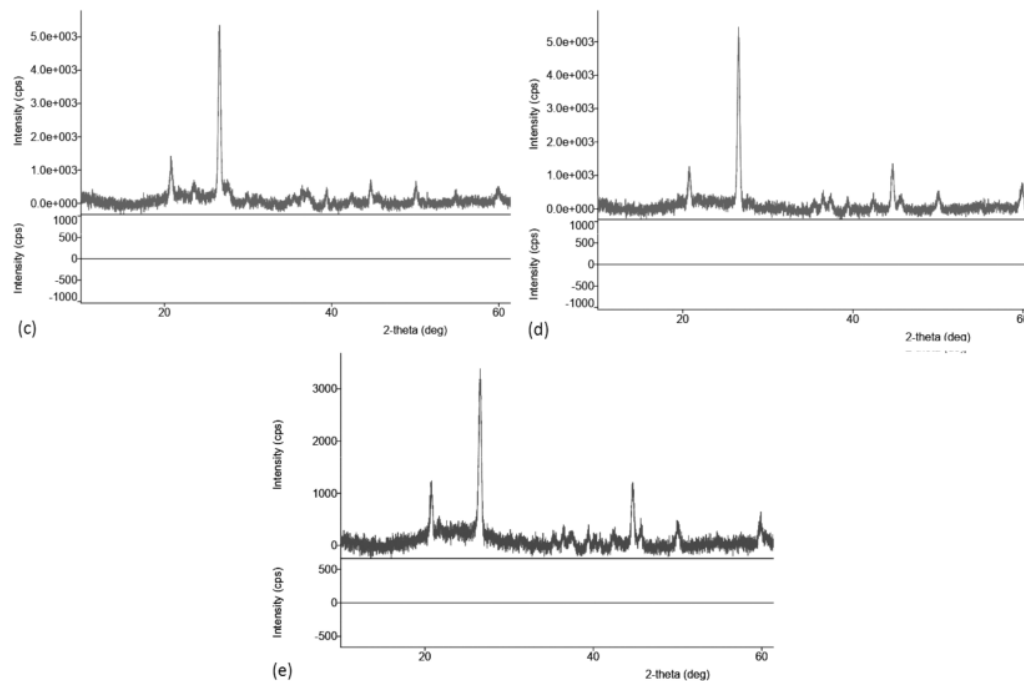 Intensity (cps)
5.0e+003
4.0e+003
3.0e+003
2.0e+003
1.0e+003
0.0e+000
Intensity (cps)
1000
500
0
-500
-1000
20
40
60
2-theta (deg)
(c)
Intensity (cps)
5.0e+003
4.0e+003
3.0e+003
2.0e+003
1.0e+003
0.0e+000
Intensity (cps)
1000
500
0
-500
-1000
20
40
2-theta (deg)
(d)
Intensity (cps)
3000
2000
1000
0
Intensity (cps)
500
0
-500
20
40
60
2-theta (deg)
(e)